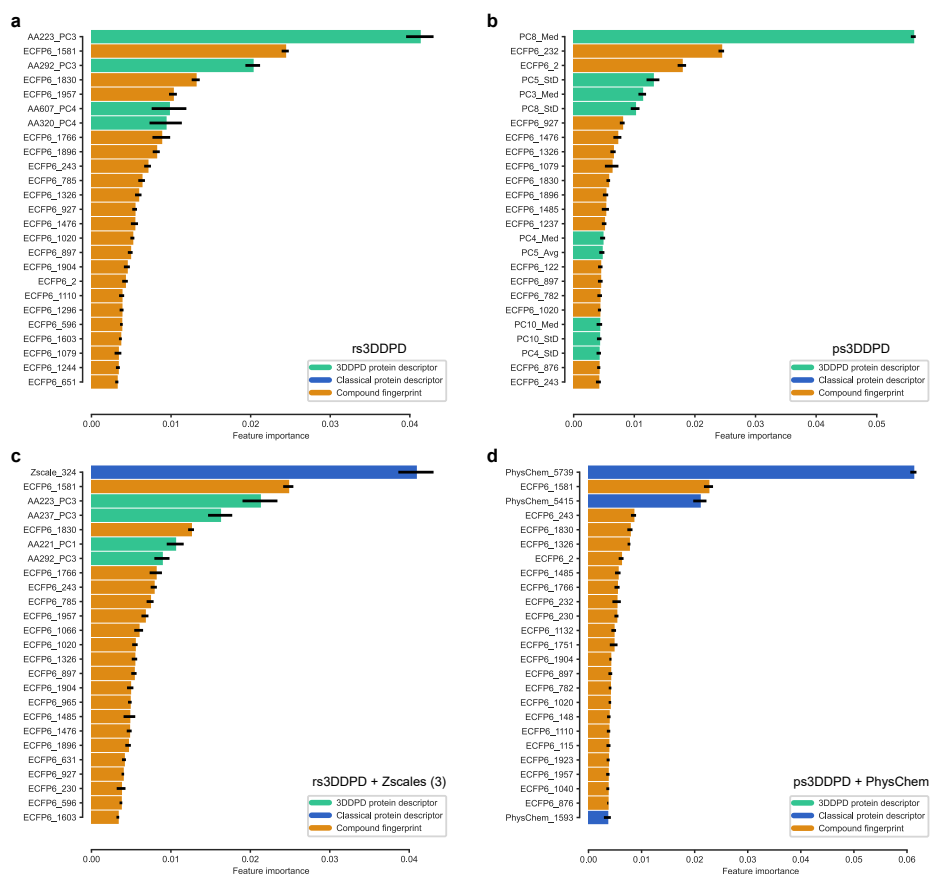 a
AA223_PC3
ECFP6_1581
AA292_PC3
ECFP6_1830
ECFP6_1957
AA607_PC4
AA320_PC4
ECFP6_1766
ECFP6_1896
ECFP6_243
ECFP6_785
ECFP6_1326
ECFP6_927
ECFP6_1476
ECFP6_1020
ECFP6_897
ECFP6_1904
ECFP6_2
ECFP6_1110
ECFP6_1296
ECFP6_596
ECFP6_1603
ECFP6_1079
ECFP6_1244
ECFP6_651
rs3DDPD
3DDPD protein descriptor
Classical protein descriptor
Compound fingerprint
0.00 0.01 0.02 0.03 0.04
Feature importance
b
PC8_Med
ECFP6_232
ECFP6_2
PC5_StD
PC3_Med
PC8_StD
ECFP6_927
ECFP6_1476
ECFP6_1326
ECFP6_1079
ECFP6_1830
ECFP6_1896
ECFP6_1485
ECFP6_1237
PC4_Med
PC5_Avg
ECFP6_122
ECFP6_897
ECFP6_782
ECFP6_1020
PC10_Med
PC10_StD
PC4_StD
ECFP6_876
ECFP6_243
ps3DDPD
3DDPD protein descriptor
Classical protein descriptor
Compound fingerprint
0.00 0.01 0.02 0.03 0.04 0.05
Feature importance
c
Zscale_324
ECFP6_1581
AA223_PC3
AA237_PC3
ECFP6_1830
AA221_PC1
AA292_PC3
ECFP6_1766
ECFP6_243
ECFP6_785
ECFP6_1957
ECFP6_1066
ECFP6_1020
ECFP6_1326
ECFP6_897
ECFP6_1904
ECFP6_965
ECFP6_1485
ECFP6_1476
ECFP6_1896
ECFP6_631
ECFP6_927
ECFP6_230
ECFP6_596
ECFP6_1603
rs3DDPD + Zscales (3)
3DDPD protein descriptor
Classical protein descriptor
Compound fingerprint
0.00 0.01 0.02 0.03 0.04
Feature importance
d
PhysChem_5739
ECFP6_1581
PhysChem_5415
ECFP6_243
ECFP6_1830
ECFP6_1326
ECFP6_2
ECFP6_1485
ECFP6_1766
ECFP6_232
ECFP6_230
ECFP6_1132
ECFP6_1751
ECFP6_1904
ECFP6_897
ECFP6_782
ECFP6_1020
ECFP6_148
ECFP6_1110
ECFP6_115
ECFP6_1923
ECFP6_1957
ECFP6_1040
ECFP6_876
PhysChem_1593
ps3DDPD + PhysChem
3DDPD protein descriptor
Classical protein descriptor
Compound fingerprint
0.00 0.01 0.02 0.03 0.04 0.05 0.06
Feature importance